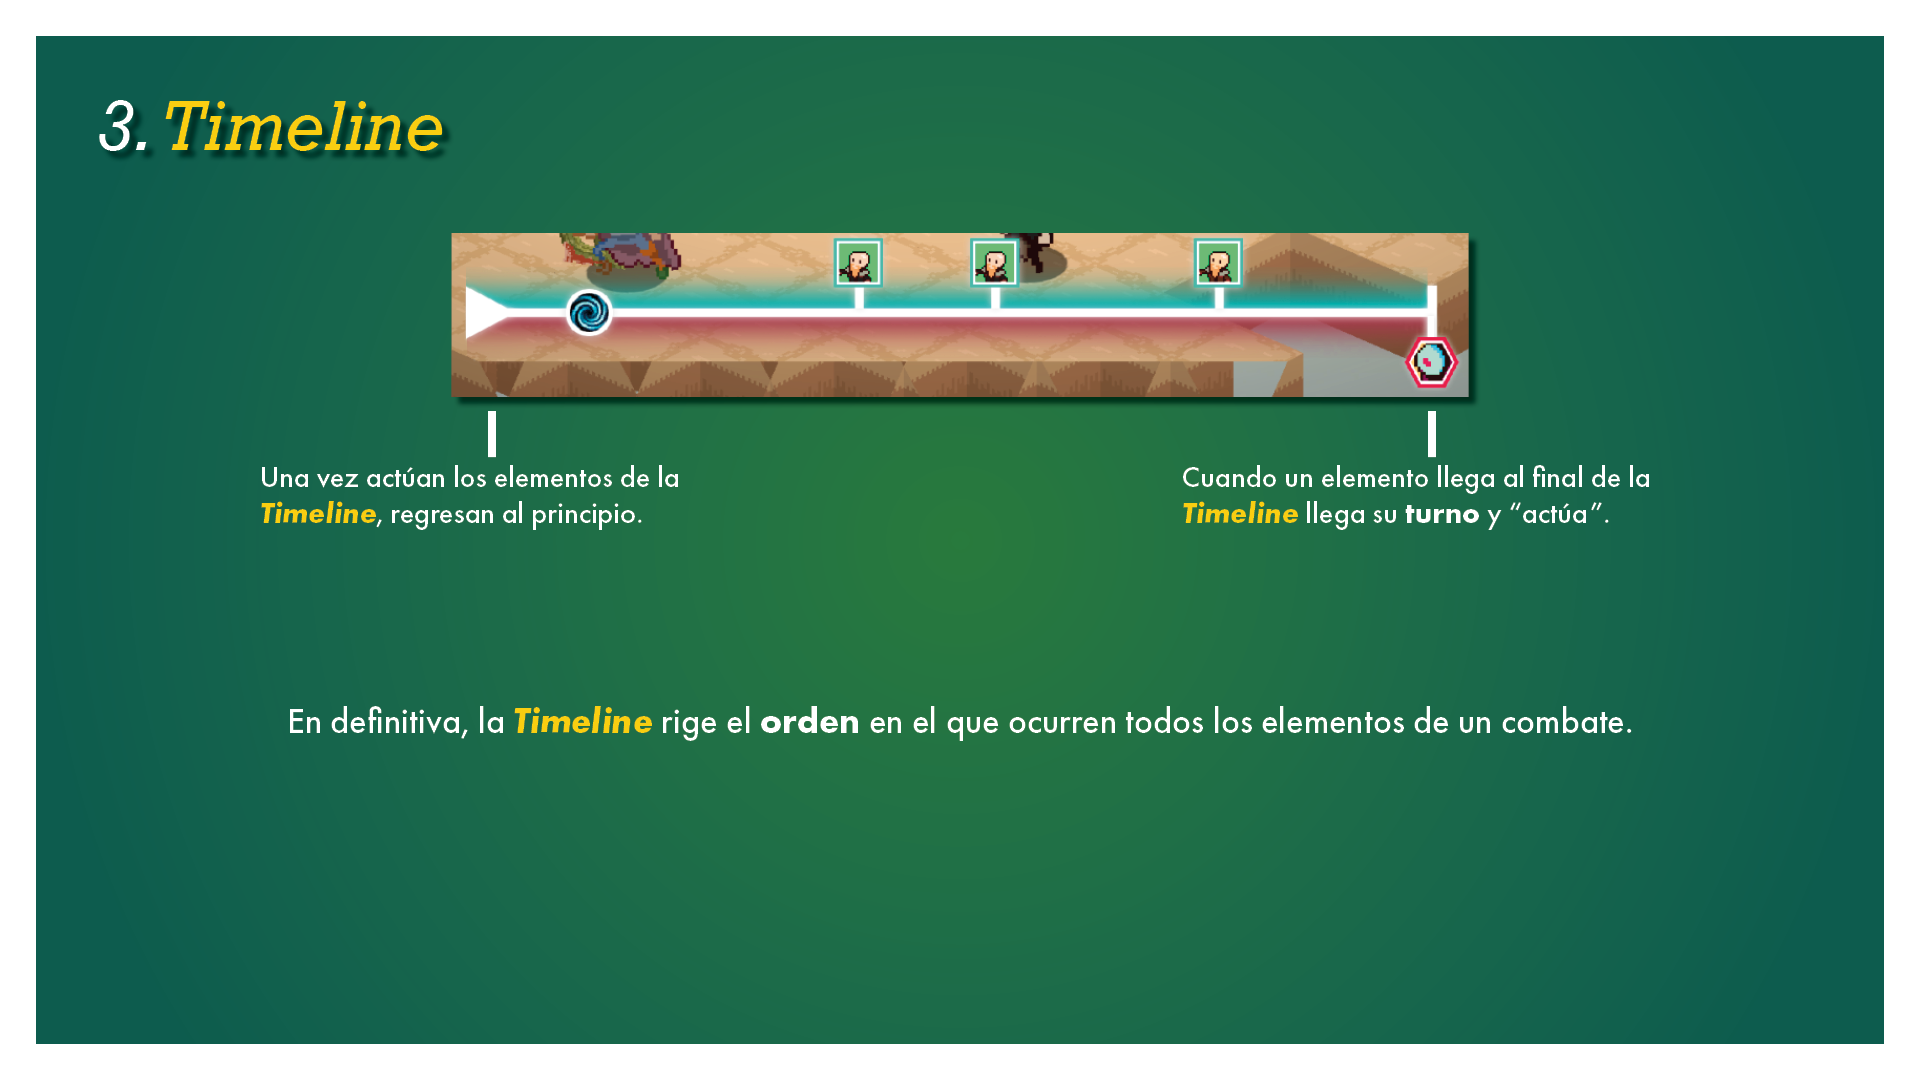 3. Timeline
Una vez actúan los elementos de la
Timeline, regresan al principio.
Cuando un elemento llega al final de la
Timeline llega su turno y “actúa”.
En definitiva, la Timeline rige el orden en el que ocurren todos los elementos de un combate.